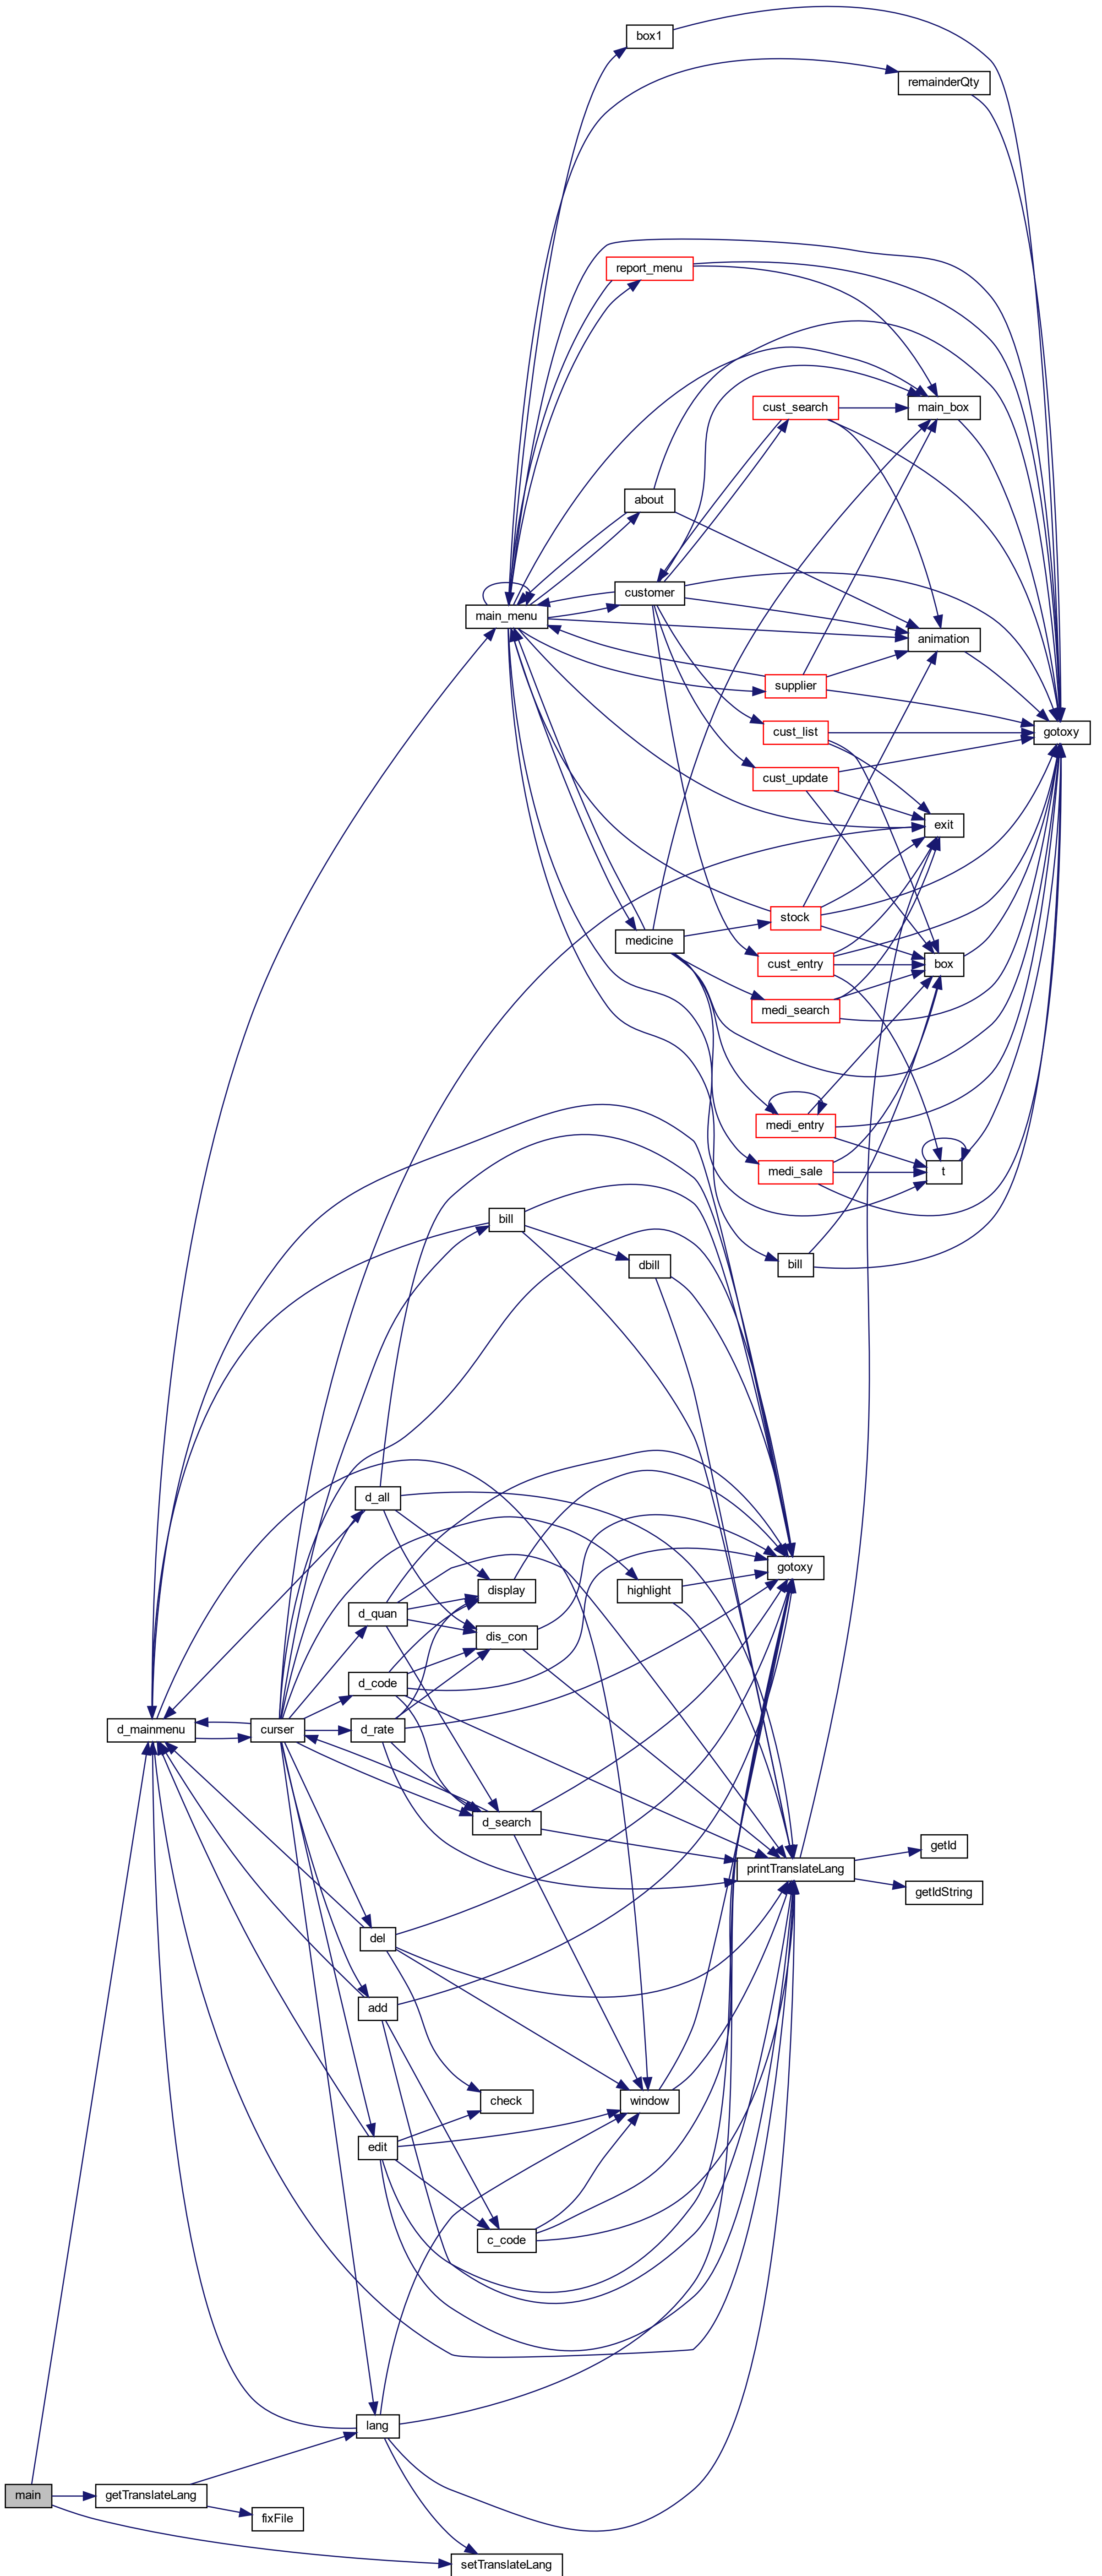 box1
remainderQty
report_menu
cust_search
main_box
about
customer
main_menu
animation
supplier
cust_list
gotoxy
cust_update
exit
stock
medicine
cust_entry
box
medi_search
medi_entry
medi_sale
t
bill
dbill
bill
d_all
gotoxy
display
highlight
d_quan
dis_con
d_code
d_mainmenu
curser
d_rate
d_search
getId
printTranslateLang
getIdString
del
add
check
window
edit
c_code
lang
main
getTranslateLang
fixFile
setTranslateLang